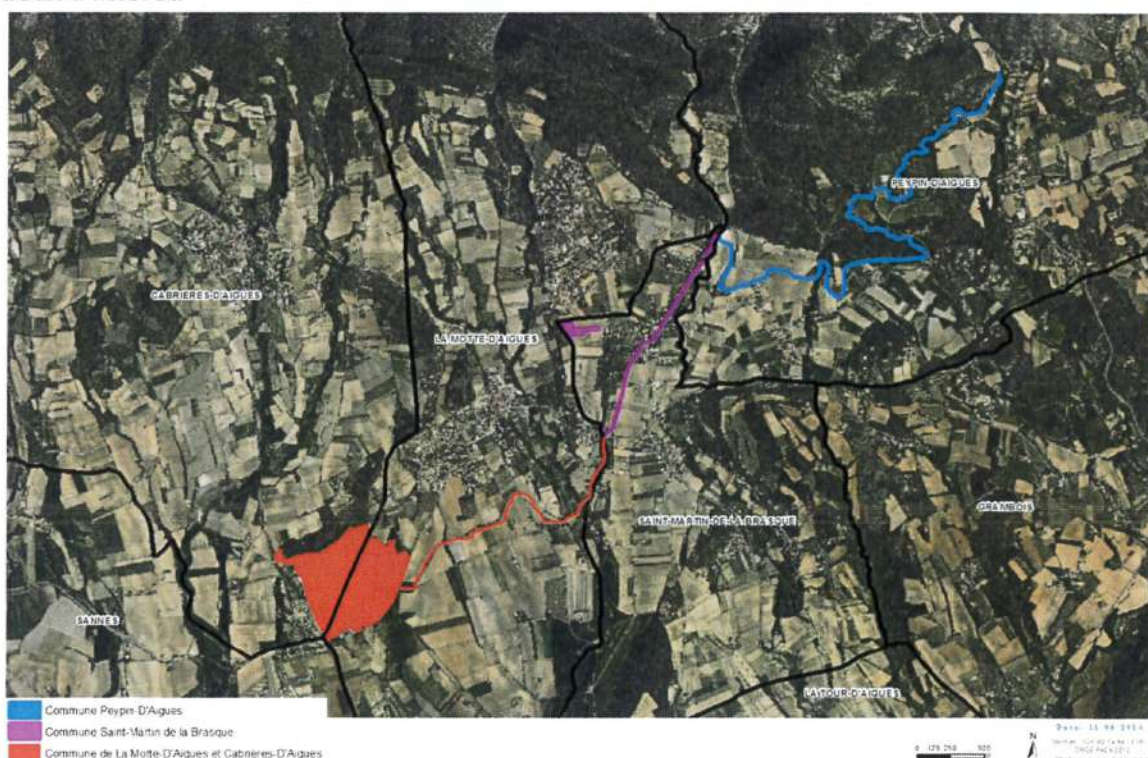 PEYPIN-D'AIGUES
CABRIERES-D'AIGUES
LA MOTTE-D'AIGUES
GRAMBOIS
SAINT-MARTIN-DE-LA-BRASQUE
SANNES
LA TOUR-D'AIGUES
Commune Peypin-D'Aigues
Commune Saint-Martin de la Brasque
Commune de La Motte-D'Aigues et Cabrières-D'Aigues
N